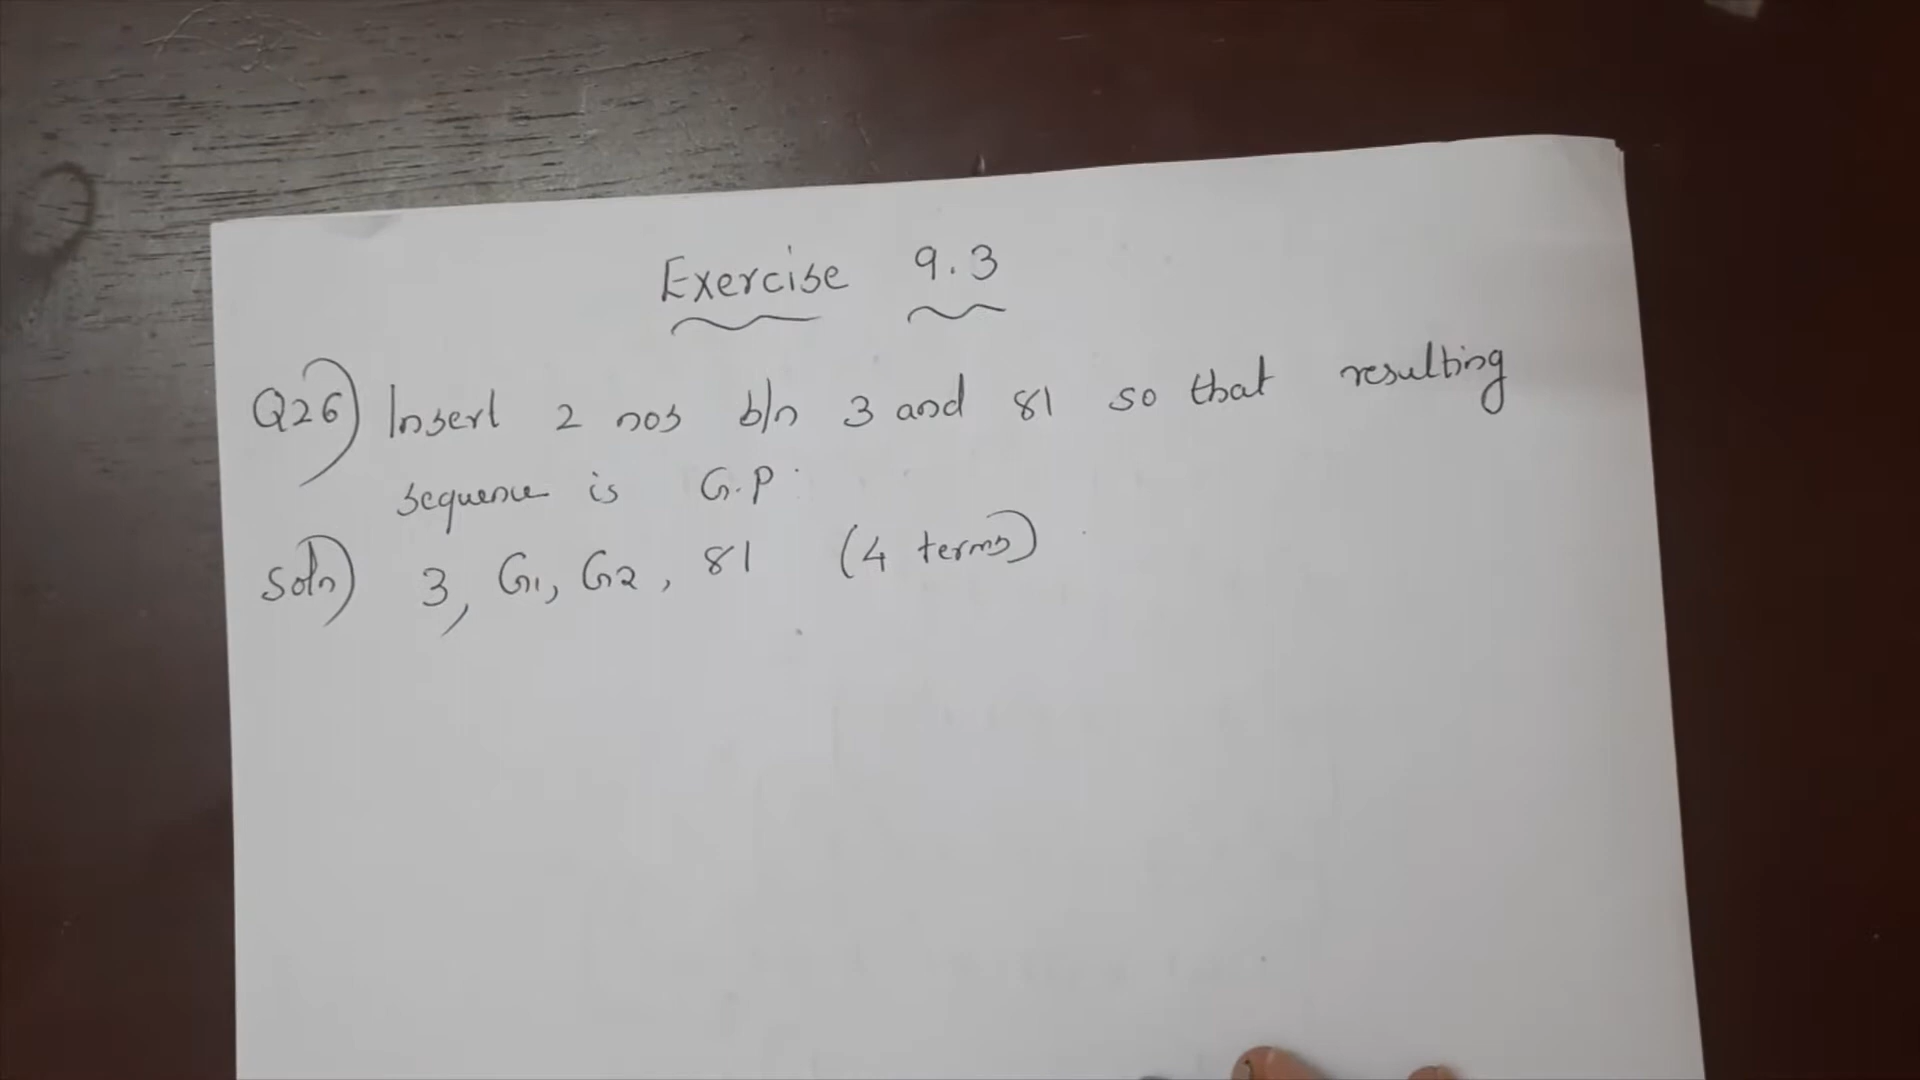 Exercise 9.3
Q26) Insert 2 nos b/n 3 and 81 so that resulting
sequence is G.P.
Soln) 3, G1, G2, 81 (4 terms)